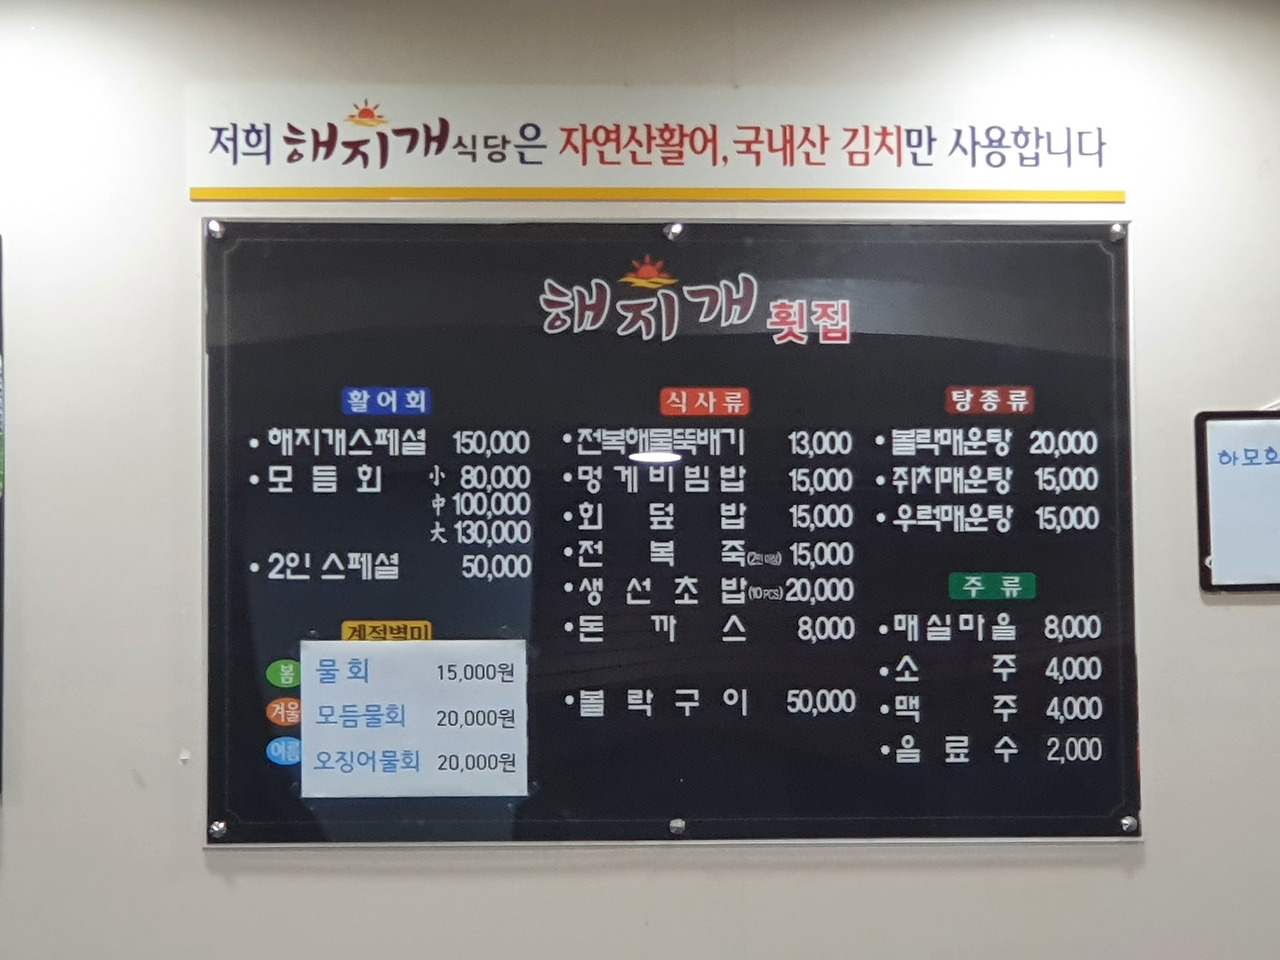 저희 해지개식당은 자연산활어, 국내산 김치만 사용합니다
해지개 횟집
활어회
• 해지개스페셜 150,000
• 모듬회 小 80,000
中 100,000
大 130,000
• 2인 스페셜 50,000
계절별미
봄 물회 15,000원
겨울 모듬물회 20,000원
여름 오징어물회 20,000원
식사류
• 전복해물뚝배기 13,000
• 멍게비빔밥 15,000
• 회덮밥 15,000
• 전복죽(2인 이상) 15,000
• 생선초밥(10PCS) 20,000
• 돈까스 8,000
• 볼락구이 50,000
탕종류
• 볼락매운탕 20,000
• 쥐치매운탕 15,000
• 우럭매운탕 15,000
주류
• 매실마을 8,000
• 소주 4,000
• 맥주 4,000
• 음료수 2,000
하모회